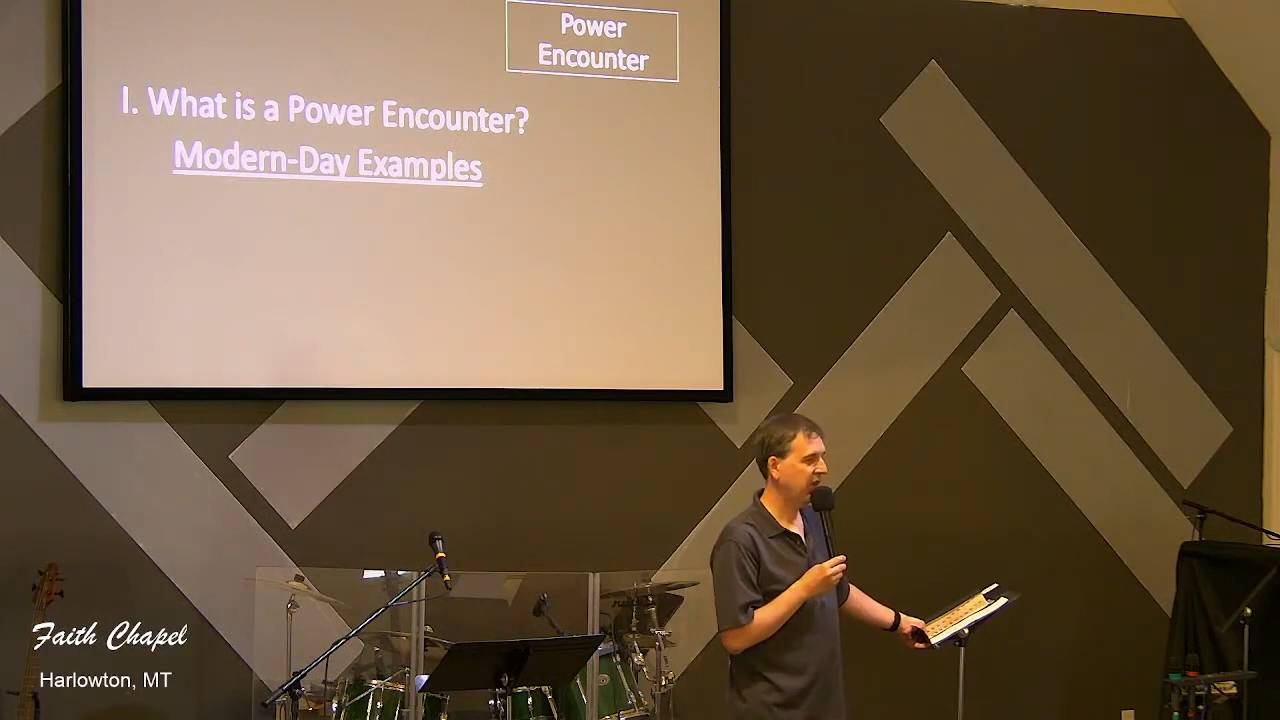 Power
Encounter
I. What is a Power Encounter?
Modern-Day Examples
Faith Chapel
Harlowton, MT